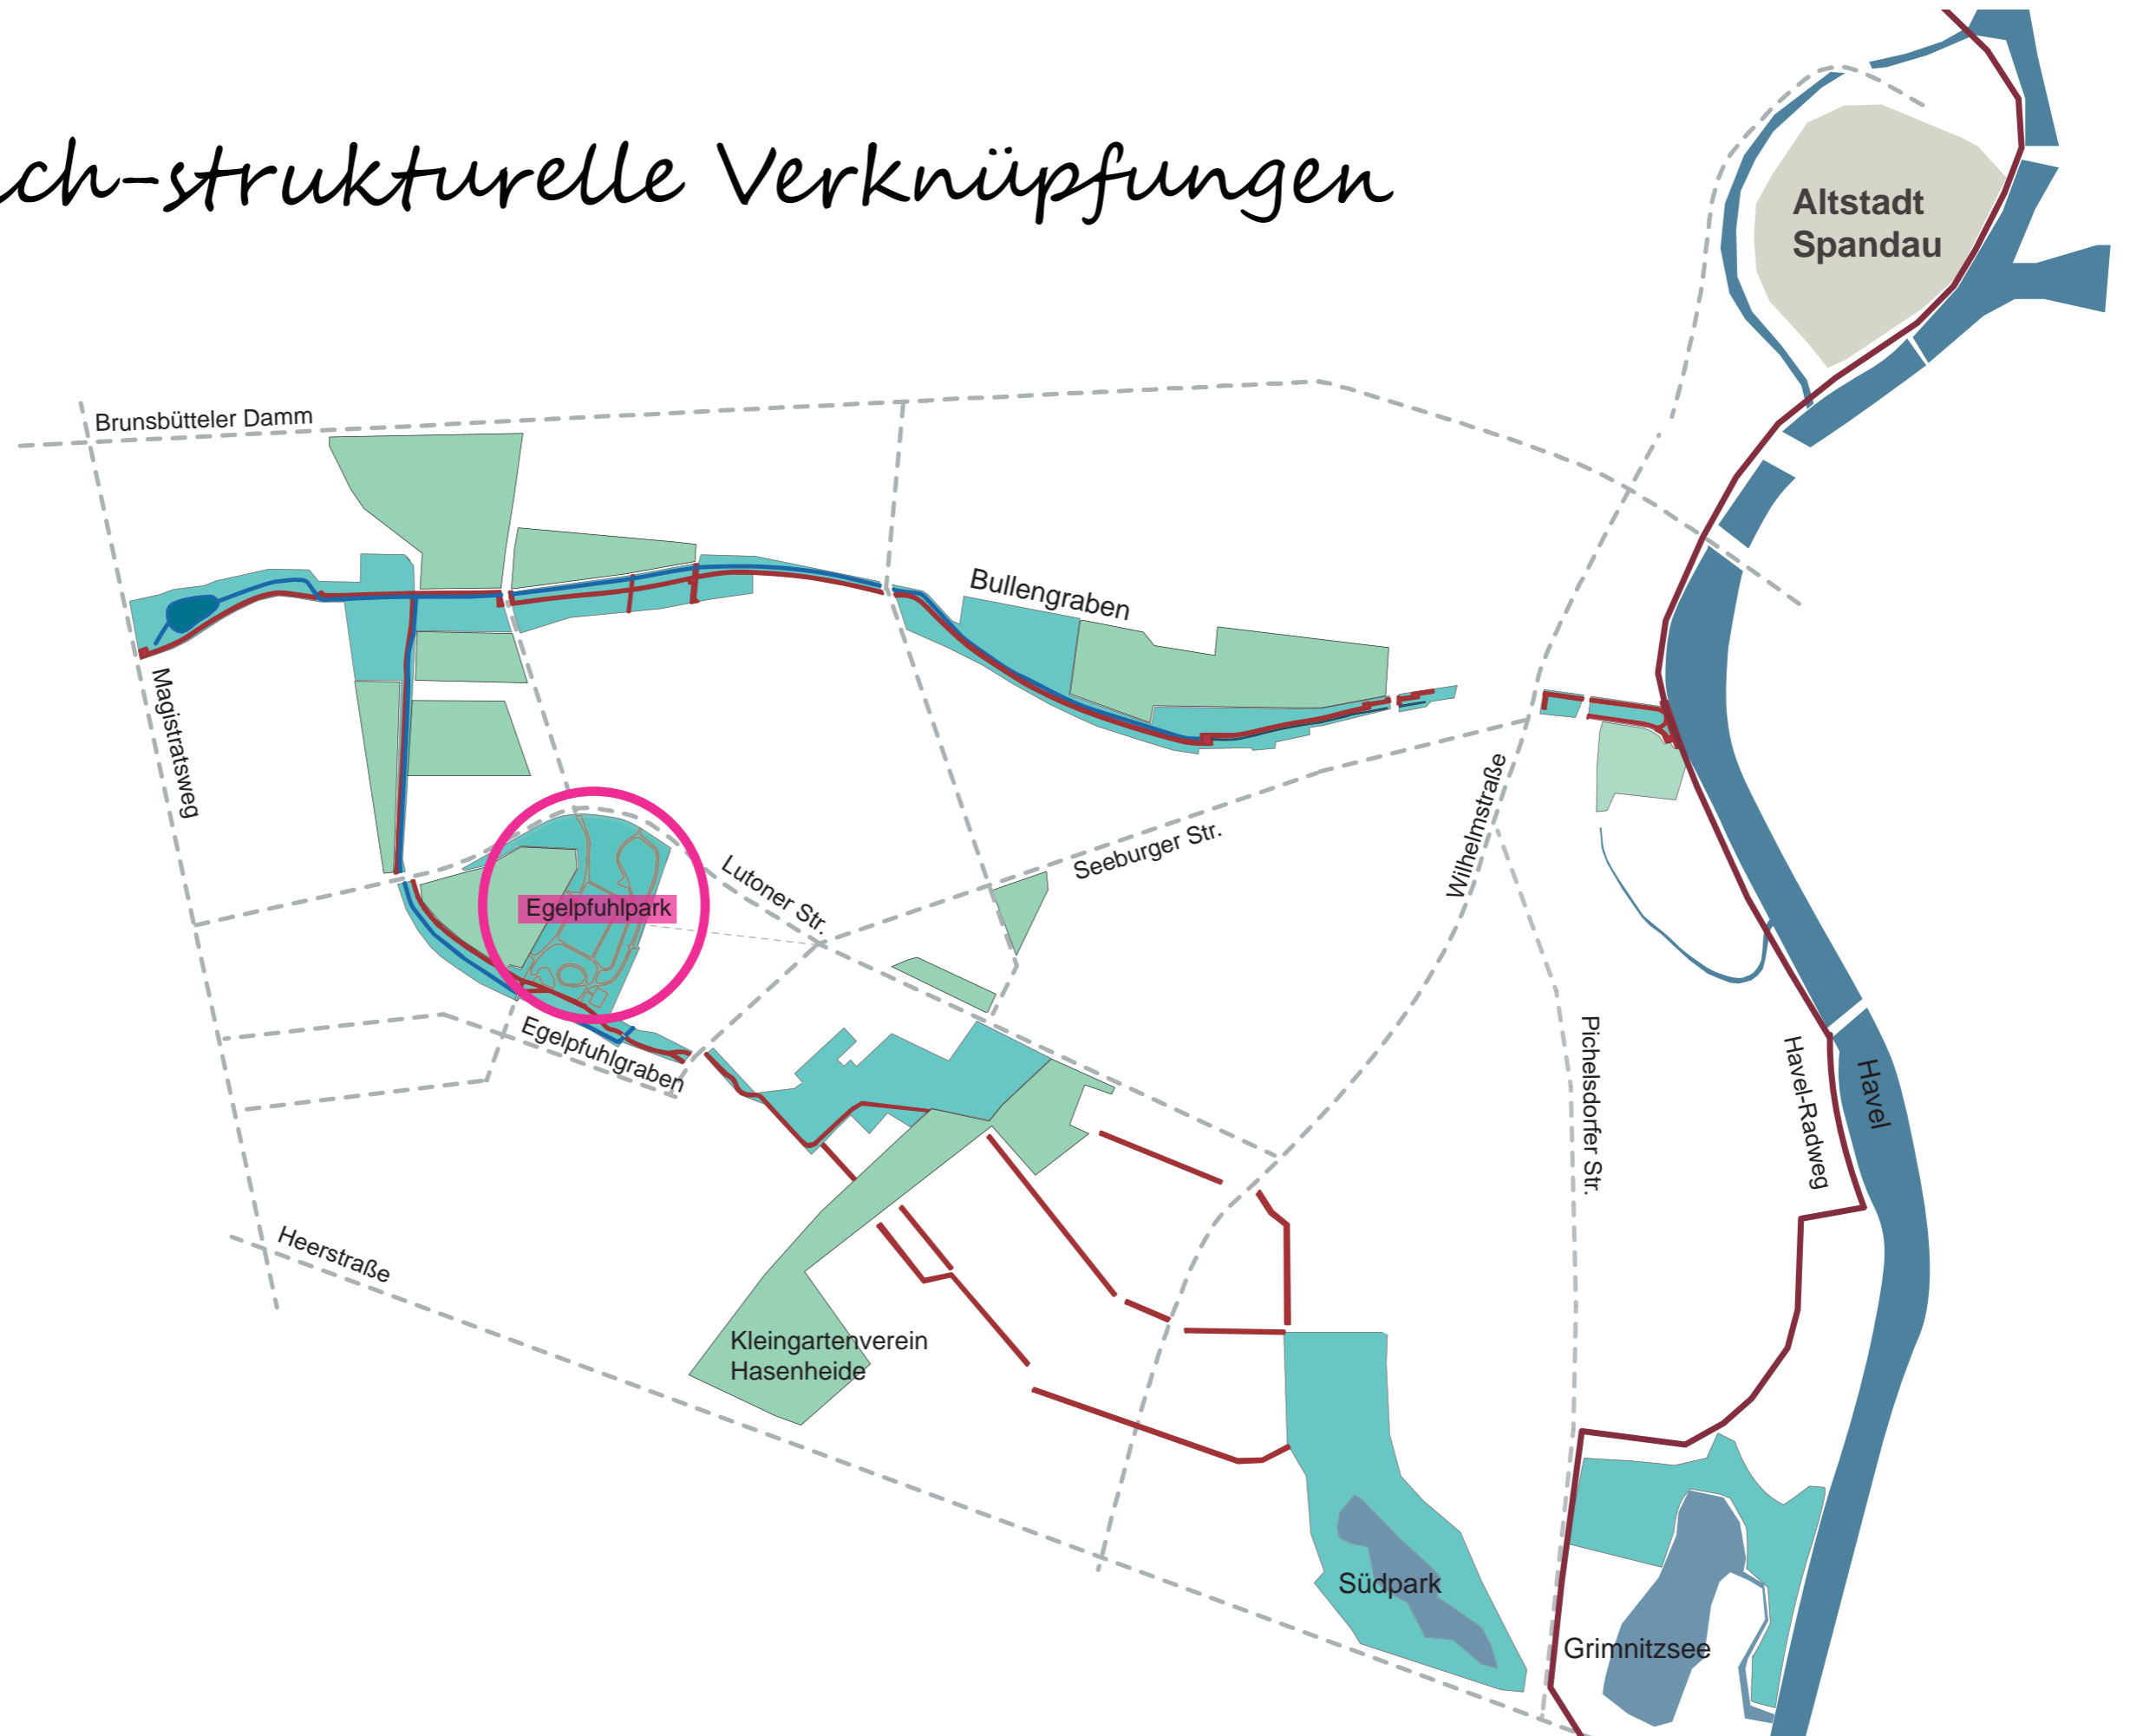 ch-strukturelle Verknüpfungen
Altstadt
Spandau
Brunsbütteler Damm
Bullengraben
Magistratsweg
Lutoner Str.
Seeburger Str.
Wilhelmstraße
Egelpfuhlpark
Egelpfuhlgraben
Pichelsdorfer Str.
Havel-Radweg
Havel
Heerstraße
Kleingartenverein
Hasenheide
Südpark
Grimnitzsee